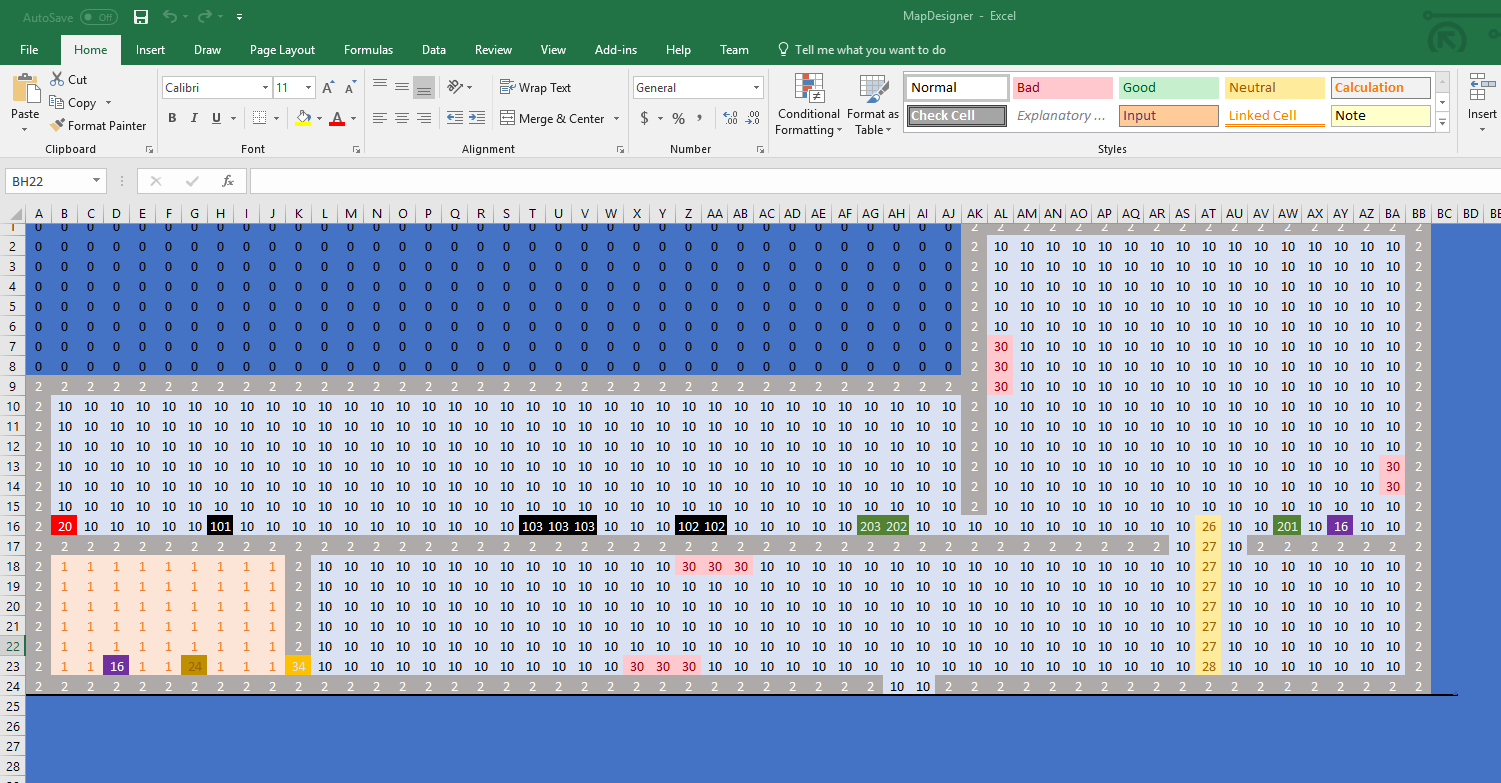 AutoSave Off
MapDesigner - Excel
File Home Insert Draw Page Layout Formulas Data Review View Add-ins Help Team Tell me what you want to do
Paste Cut Copy Format Painter Clipboard
Calibri 11 B I U A Font
Wrap Text Merge & Center Alignment
General $ % , Number
Conditional Formatting Format as Table
Normal Bad Good Neutral Calculation
Check Cell Explanatory ... Input Linked Cell Note
Styles
Insert
BH22 fx
A B C D E F G H I J K L M N O P Q R S T U V W X Y Z AA AB AC AD AE AF AG AH AI AJ AK AL AM AN AO AP AQ AR AS AT AU AV AW AX AY AZ BA BB BC BD
1 0 0 0 0 0 0 0 0 0 0 0 0 0 0 0 0 0 0 0 0 0 0 0 0 0 0 0 0 0 0 0 0 0 0 0 0 2 2 2 2 2 2 2 2 2 2 2 2 2 2 2 2 2 2
2 0 0 0 0 0 0 0 0 0 0 0 0 0 0 0 0 0 0 0 0 0 0 0 0 0 0 0 0 0 0 0 0 0 0 0 0 2 10 10 10 10 10 10 10 10 10 10 10 10 10 10 10 10 2
3 0 0 0 0 0 0 0 0 0 0 0 0 0 0 0 0 0 0 0 0 0 0 0 0 0 0 0 0 0 0 0 0 0 0 0 0 2 10 10 10 10 10 10 10 10 10 10 10 10 10 10 10 10 2
4 0 0 0 0 0 0 0 0 0 0 0 0 0 0 0 0 0 0 0 0 0 0 0 0 0 0 0 0 0 0 0 0 0 0 0 0 2 10 10 10 10 10 10 10 10 10 10 10 10 10 10 10 10 2
5 0 0 0 0 0 0 0 0 0 0 0 0 0 0 0 0 0 0 0 0 0 0 0 0 0 0 0 0 0 0 0 0 0 0 0 0 2 10 10 10 10 10 10 10 10 10 10 10 10 10 10 10 10 2
6 0 0 0 0 0 0 0 0 0 0 0 0 0 0 0 0 0 0 0 0 0 0 0 0 0 0 0 0 0 0 0 0 0 0 0 0 2 10 10 10 10 10 10 10 10 10 10 10 10 10 10 10 10 2
7 0 0 0 0 0 0 0 0 0 0 0 0 0 0 0 0 0 0 0 0 0 0 0 0 0 0 0 0 0 0 0 0 0 0 0 0 2 30 10 10 10 10 10 10 10 10 10 10 10 10 10 10 10 2
8 0 0 0 0 0 0 0 0 0 0 0 0 0 0 0 0 0 0 0 0 0 0 0 0 0 0 0 0 0 0 0 0 0 0 0 0 2 30 10 10 10 10 10 10 10 10 10 10 10 10 10 10 10 2
9 2 2 2 2 2 2 2 2 2 2 2 2 2 2 2 2 2 2 2 2 2 2 2 2 2 2 2 2 2 2 2 2 2 2 2 2 2 30 10 10 10 10 10 10 10 10 10 10 10 10 10 10 10 2
10 2 10 10 10 10 10 10 10 10 10 10 10 10 10 10 10 10 10 10 10 10 10 10 10 10 10 10 10 10 10 10 10 10 10 10 10 2 10 10 10 10 10 10 10 10 10 10 10 10 10 10 10 10 2
11 2 10 10 10 10 10 10 10 10 10 10 10 10 10 10 10 10 10 10 10 10 10 10 10 10 10 10 10 10 10 10 10 10 10 10 10 2 10 10 10 10 10 10 10 10 10 10 10 10 10 10 10 10 2
12 2 10 10 10 10 10 10 10 10 10 10 10 10 10 10 10 10 10 10 10 10 10 10 10 10 10 10 10 10 10 10 10 10 10 10 10 2 10 10 10 10 10 10 10 10 10 10 10 10 10 10 10 10 2
13 2 10 10 10 10 10 10 10 10 10 10 10 10 10 10 10 10 10 10 10 10 10 10 10 10 10 10 10 10 10 10 10 10 10 10 10 2 10 10 10 10 10 10 10 10 10 10 10 10 10 10 10 30 2
14 2 10 10 10 10 10 10 10 10 10 10 10 10 10 10 10 10 10 10 10 10 10 10 10 10 10 10 10 10 10 10 10 10 10 10 10 2 10 10 10 10 10 10 10 10 10 10 10 10 10 10 10 30 2
15 2 10 10 10 10 10 10 10 10 10 10 10 10 10 10 10 10 10 10 10 10 10 10 10 10 10 10 10 10 10 10 10 10 10 10 10 2 10 10 10 10 10 10 10 10 10 10 10 10 10 10 10 10 2
16 2 20 10 10 10 10 10 101 10 10 10 10 10 10 10 10 10 10 10 103 103 103 10 10 10 102 102 10 10 10 10 10 203 202 10 10 10 10 10 10 10 10 10 10 10 26 10 10 201 10 16 10 10 2
17 2 2 2 2 2 2 2 2 2 2 2 2 2 2 2 2 2 2 2 2 2 2 2 2 2 2 2 2 2 2 2 2 2 2 2 2 2 2 2 2 2 2 2 2 10 27 10 2 2 2 2 2 2 2
18 2 1 1 1 1 1 1 1 1 1 2 10 10 10 10 10 10 10 10 10 10 10 10 10 10 30 30 30 10 10 10 10 10 10 10 10 10 10 10 10 10 10 10 10 10 27 10 10 10 10 10 10 10 2
19 2 1 1 1 1 1 1 1 1 1 2 10 10 10 10 10 10 10 10 10 10 10 10 10 10 10 10 10 10 10 10 10 10 10 10 10 10 10 10 10 10 10 10 10 10 27 10 10 10 10 10 10 10 2
20 2 1 1 1 1 1 1 1 1 1 2 10 10 10 10 10 10 10 10 10 10 10 10 10 10 10 10 10 10 10 10 10 10 10 10 10 10 10 10 10 10 10 10 10 10 27 10 10 10 10 10 10 10 2
21 2 1 1 1 1 1 1 1 1 1 2 10 10 10 10 10 10 10 10 10 10 10 10 10 10 10 10 10 10 10 10 10 10 10 10 10 10 10 10 10 10 10 10 10 10 27 10 10 10 10 10 10 10 2
22 2 1 1 1 1 1 1 1 1 1 2 10 10 10 10 10 10 10 10 10 10 10 10 10 10 10 10 10 10 10 10 10 10 10 10 10 10 10 10 10 10 10 10 10 10 27 10 10 10 10 10 10 10 2
23 2 1 1 16 1 1 24 1 1 1 34 10 10 10 10 10 10 10 10 10 10 10 10 30 30 30 10 10 10 10 10 10 10 10 10 10 10 10 10 10 10 10 10 10 10 28 10 10 10 10 10 10 10 2
24 2 2 2 2 2 2 2 2 2 2 2 2 2 2 2 2 2 2 2 2 2 2 2 2 2 2 2 2 2 2 2 2 2 10 10 2 2 2 2 2 2 2 2 2 2 2 2 2 2 2 2 2 2 2
25
26
27
28